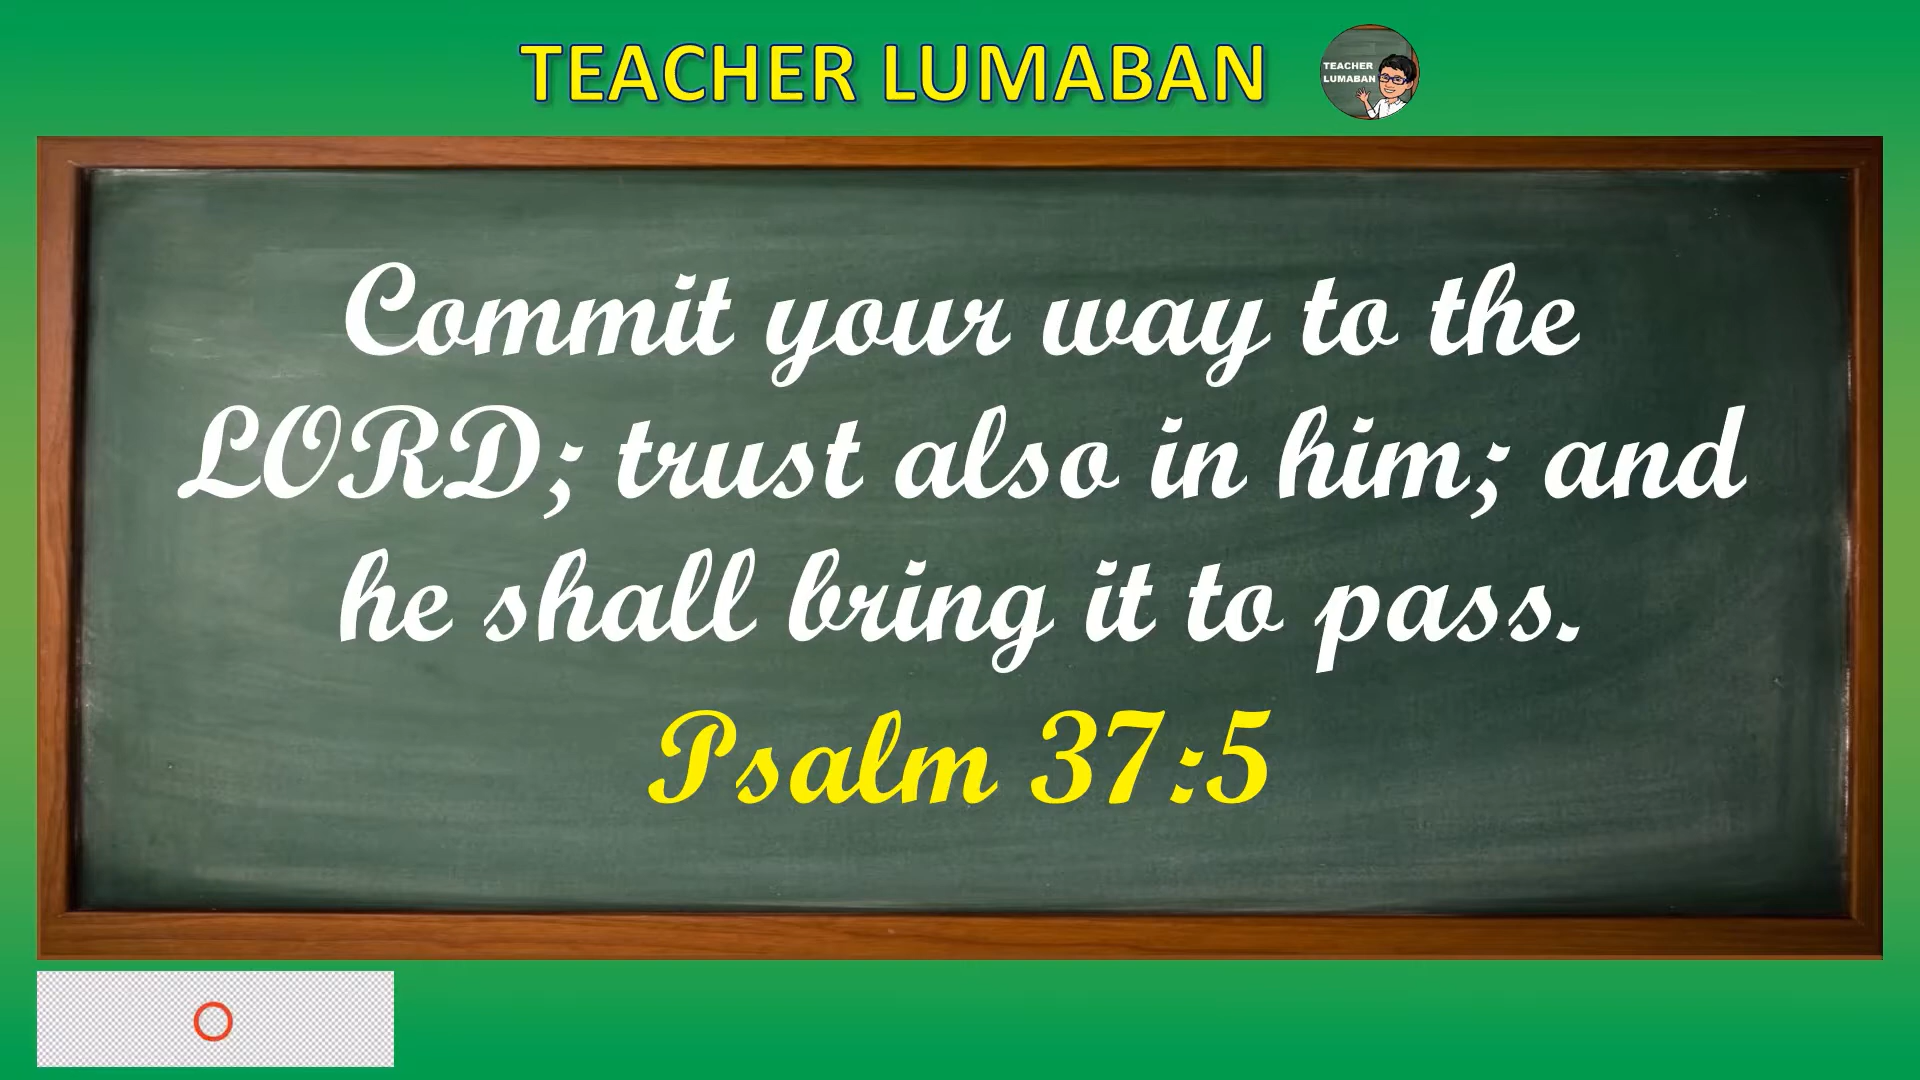 TEACHER LUMABAN
TEACHER
LUMABAN
Commit your way to the
LORD; trust also in him; and
he shall bring it to pass.
Psalm 37:5